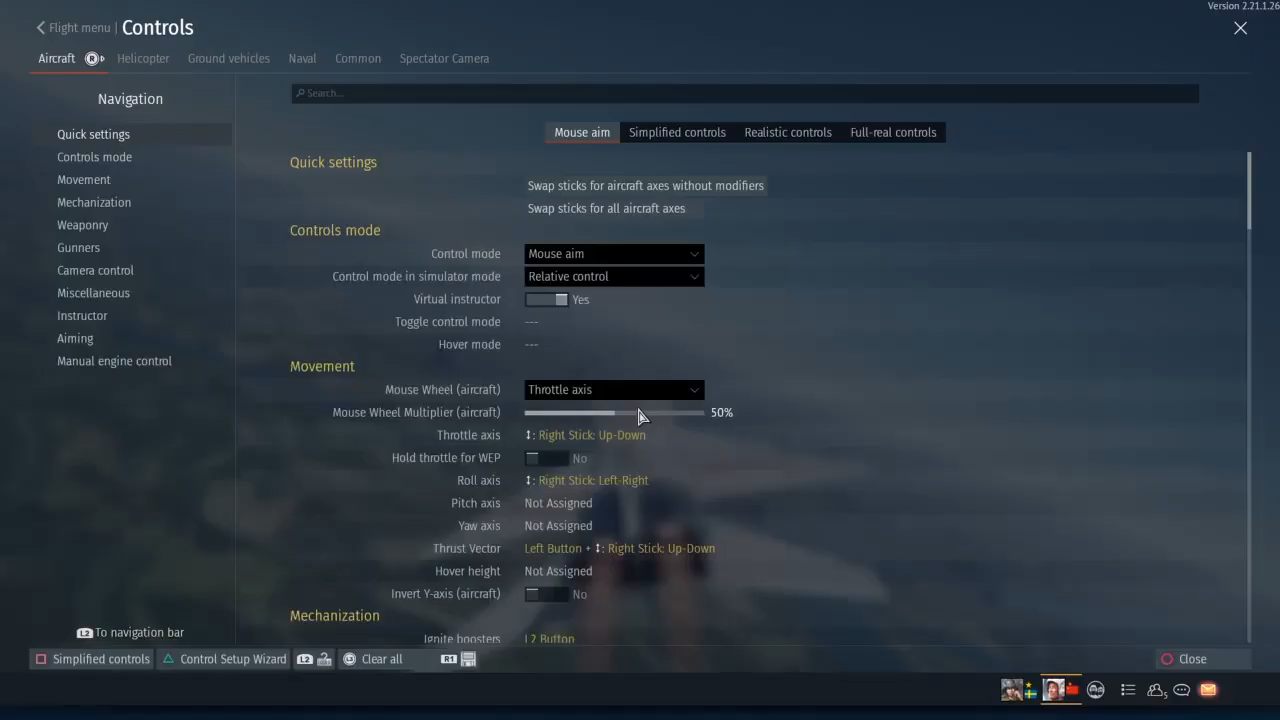 Version 2.21.1.26
Flight menu | Controls
Aircraft R Helicopter Ground vehicles Naval Common Spectator Camera
Navigation
Quick settings
Controls mode
Movement
Mechanization
Weaponry
Gunners
Camera control
Miscellaneous
Instructor
Aiming
Manual engine control
Search...
Mouse aim Simplified controls Realistic controls Full-real controls
Quick settings
Swap sticks for aircraft axes without modifiers
Swap sticks for all aircraft axes
Controls mode
Control mode Mouse aim
Control mode in simulator mode Relative control
Virtual instructor Yes
Toggle control mode ---
Hover mode ---
Movement
Mouse Wheel (aircraft) Throttle axis
Mouse Wheel Multiplier (aircraft) 50%
Throttle axis ↕: Right Stick: Up-Down
Hold throttle for WEP No
Roll axis ↕: Right Stick: Left-Right
Pitch axis Not Assigned
Yaw axis Not Assigned
Thrust Vector Left Button + ↕: Right Stick: Up-Down
Hover height Not Assigned
Invert Y-axis (aircraft) No
Mechanization
Ignite boosters L2 Button
L2 To navigation bar
Simplified controls Control Setup Wizard L2 Clear all R1 Close
5